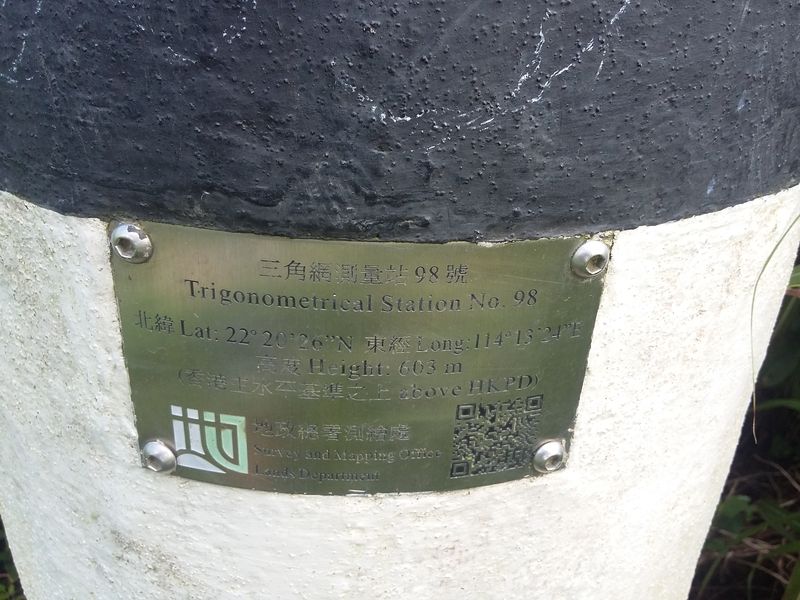 三角網測量站 98 號
Trigonometrical Station No. 98
北緯 Lat: 22°20'26"N 東經 Long: 114°13'24"E
高度 Height: 603 m
(香港主水平基準之上 above HKPD)
地政總署測繪處
Survey and Mapping Office
Lands Department